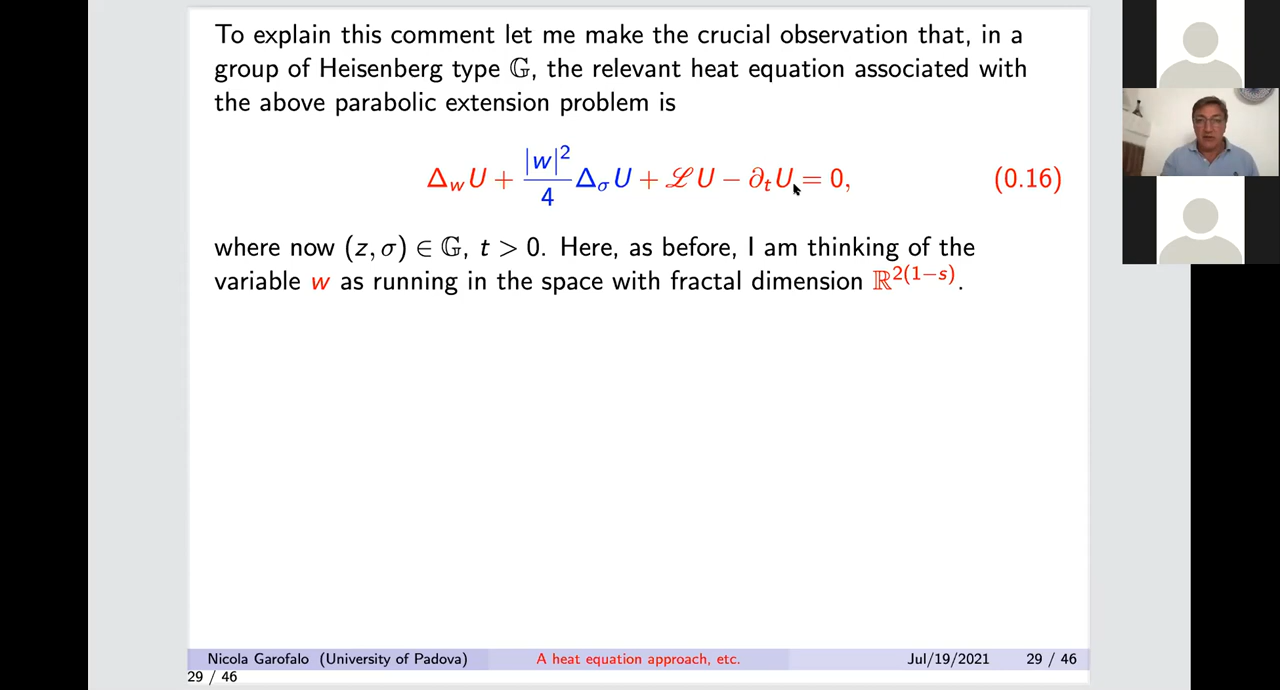 To explain this comment let me make the crucial observation that, in a
group of Heisenberg type 𝔾, the relevant heat equation associated with
the above parabolic extension problem is
Δ_w U + |w|²/4 Δ_σ U + ℒU − ∂_t U = 0, (0.16)
where now (z, σ) ∈ 𝔾, t > 0. Here, as before, I am thinking of the
variable w as running in the space with fractal dimension ℝ^{2(1−s)}.
Nicola Garofalo (University of Padova) A heat equation approach, etc. Jul/19/2021 29 / 46
29 / 46